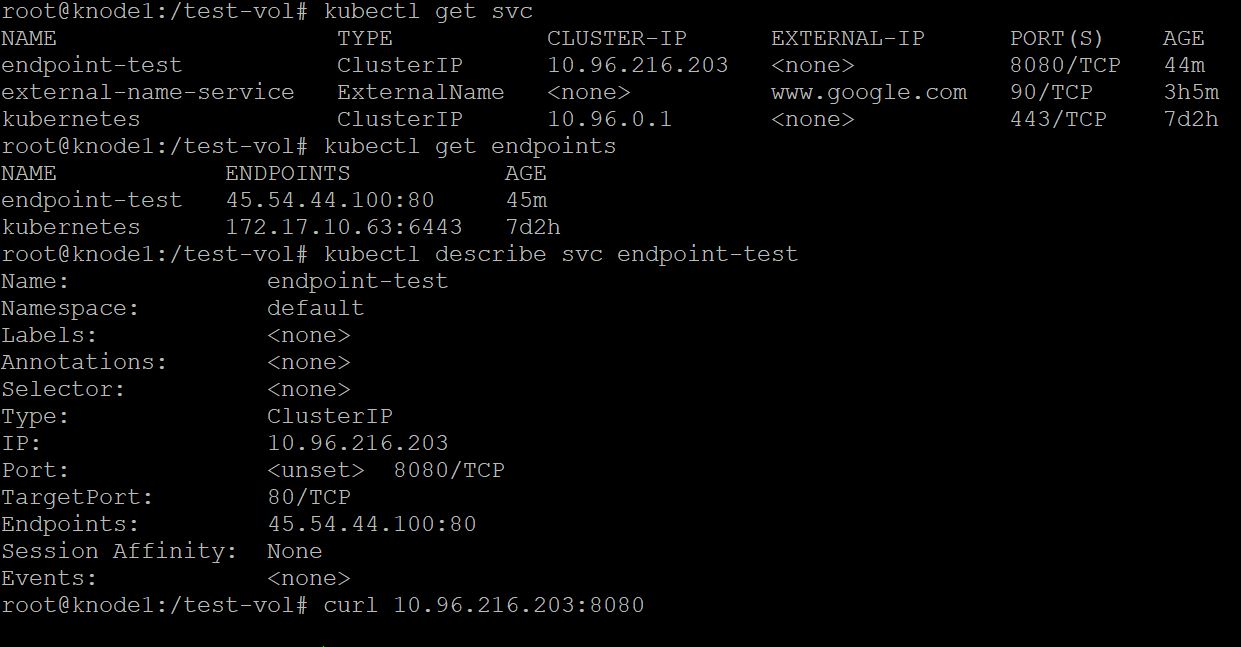 root@knode1:/test-vol# kubectl get svc
NAME TYPE CLUSTER-IP EXTERNAL-IP PORT(S) AGE
endpoint-test ClusterIP 10.96.216.203 <none> 8080/TCP 44m
external-name-service ExternalName <none> www.google.com 90/TCP 3h5m
kubernetes ClusterIP 10.96.0.1 <none> 443/TCP 7d2h
root@knode1:/test-vol# kubectl get endpoints
NAME ENDPOINTS AGE
endpoint-test 45.54.44.100:80 45m
kubernetes 172.17.10.63:6443 7d2h
root@knode1:/test-vol# kubectl describe svc endpoint-test
Name: endpoint-test
Namespace: default
Labels: <none>
Annotations: <none>
Selector: <none>
Type: ClusterIP
IP: 10.96.216.203
Port: <unset> 8080/TCP
TargetPort: 80/TCP
Endpoints: 45.54.44.100:80
Session Affinity: None
Events: <none>
root@knode1:/test-vol# curl 10.96.216.203:8080